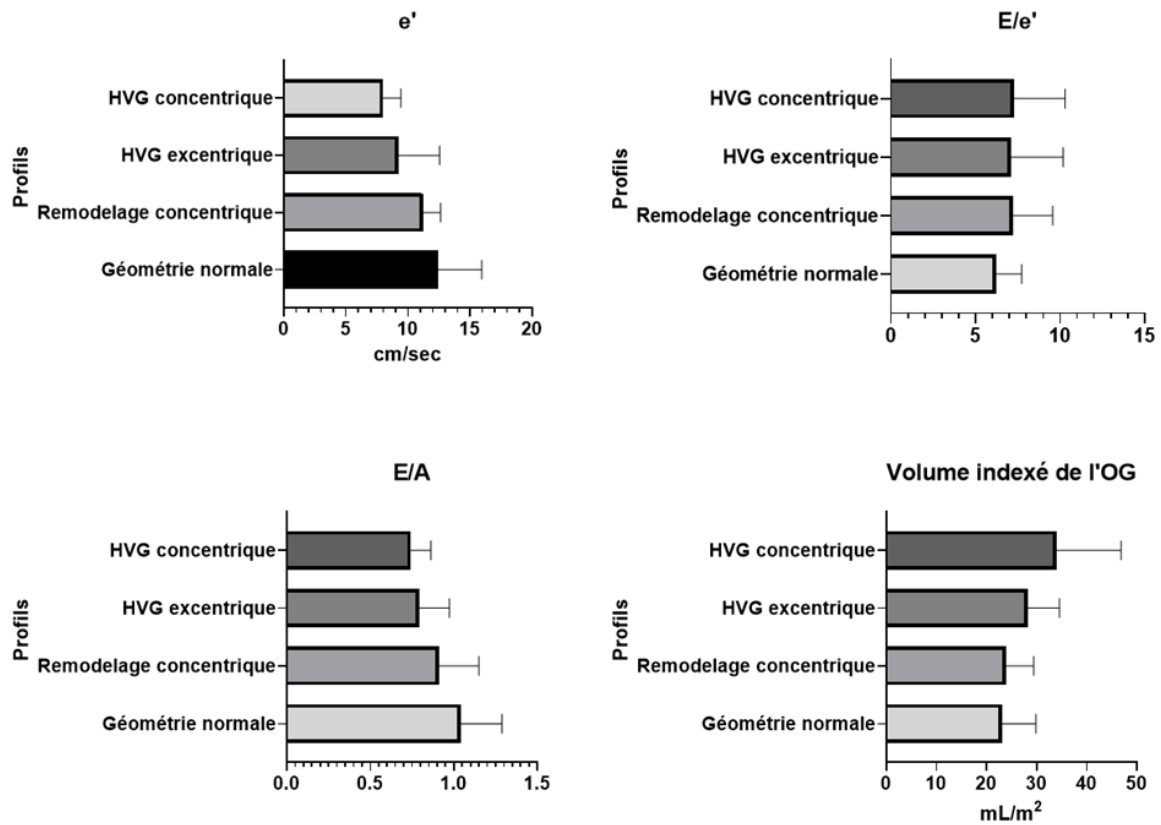 e'
Profils
HVG concentrique
HVG excentrique
Remodelage concentrique
Géométrie normale
0 5 10 15 20
cm/sec
E/e'
Profils
HVG concentrique
HVG excentrique
Remodelage concentrique
Géométrie normale
0 5 10 15
E/A
Profils
HVG concentrique
HVG excentrique
Remodelage concentrique
Géométrie normale
0.0 0.5 1.0 1.5
Volume indexé de l'OG
Profils
HVG concentrique
HVG excentrique
Remodelage concentrique
Géométrie normale
0 10 20 30 40 50
mL/m²